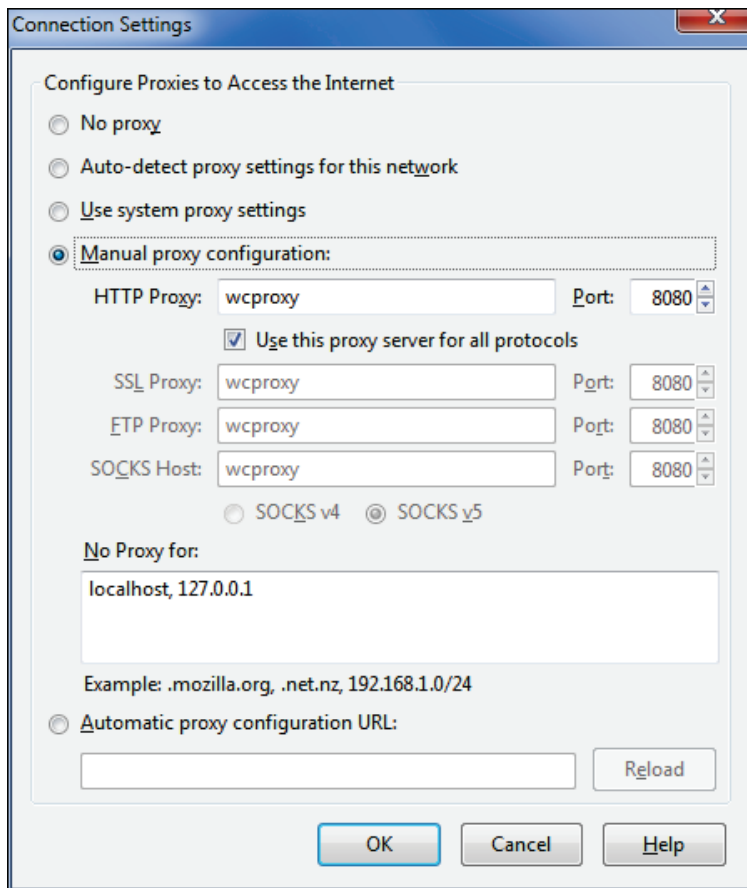 Connection Settings
Configure Proxies to Access the Internet
No proxy
Auto-detect proxy settings for this network
Use system proxy settings
Manual proxy configuration:
HTTP Proxy: wcproxy Port: 8080
Use this proxy server for all protocols
SSL Proxy: wcproxy Port: 8080
FTP Proxy: wcproxy Port: 8080
SOCKS Host: wcproxy Port: 8080
SOCKS v4 SOCKS v5
No Proxy for:
localhost, 127.0.0.1
Example: .mozilla.org, .net.nz, 192.168.1.0/24
Automatic proxy configuration URL:
Reload
OK Cancel Help